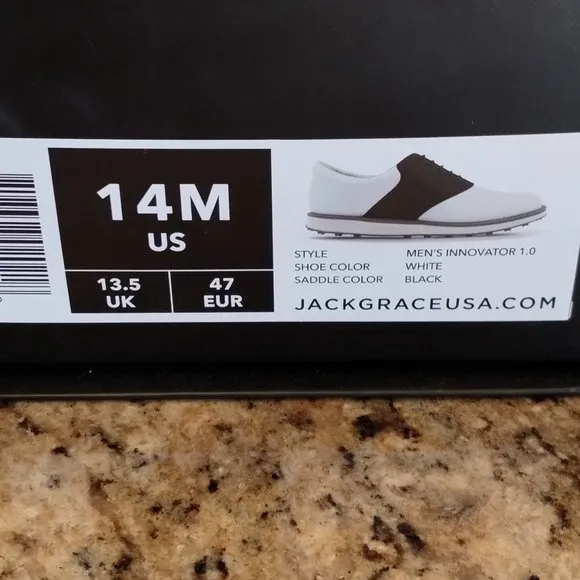 14M
US
13.5
UK
47
EUR
STYLE MEN'S INNOVATOR 1.0
SHOE COLOR WHITE
SADDLE COLOR BLACK
JACKGRACEUSA.COM